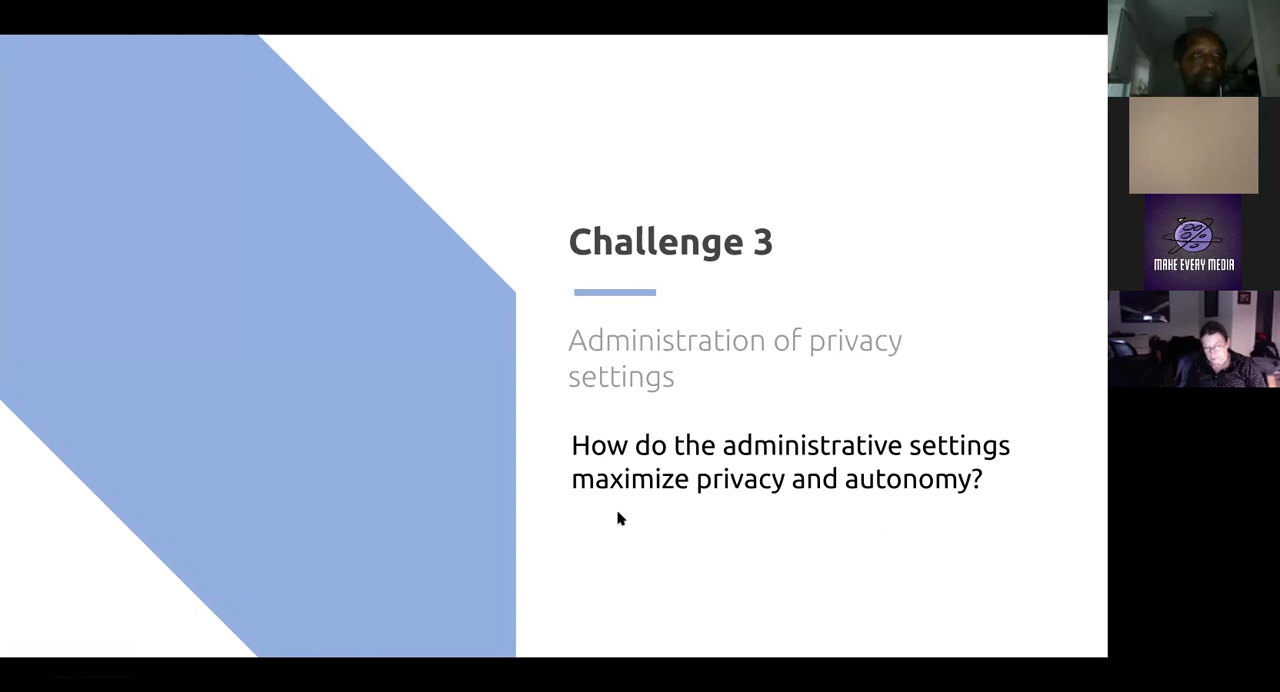 Challenge 3
Administration of privacy
settings
How do the administrative settings
maximize privacy and autonomy?
MAKE EVERY MEDIA